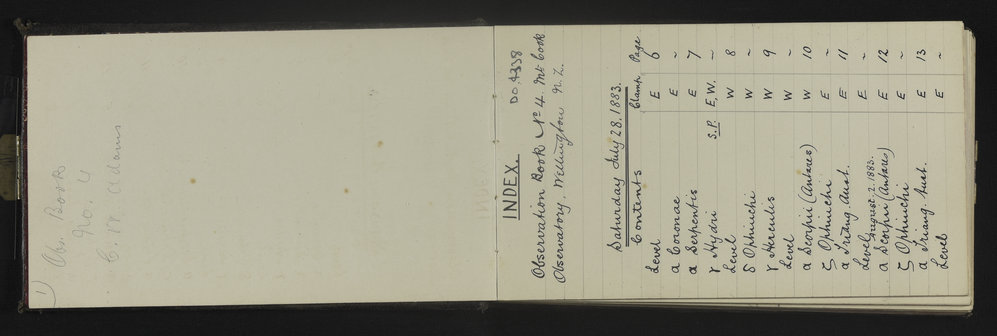 1)
Obs. Book
No. 4
C. W. Adams
INDEX.
Do. 4338
Observation Book No 4. Mt Cook
Observatory. Wellington N.Z.
Saturday July 28. 1883.
Contents Clamp Page
Level E 6
α Coronae E ~
α Serpentis E 7
γ Hydri S.P. E, W. ~
Level W 8
δ Ophiuchi W ~
γ Herculis W 9
Level W ~
α Scorpii (Antares) W 10
ζ Ophiuchi E ~
α Triang Aust. E 11
Level E ~
August. 2. 1883.
α Scorpii (Antares) E 12
ζ Ophiuchi E ~
α Triang. Aust. E 13
Level E ~